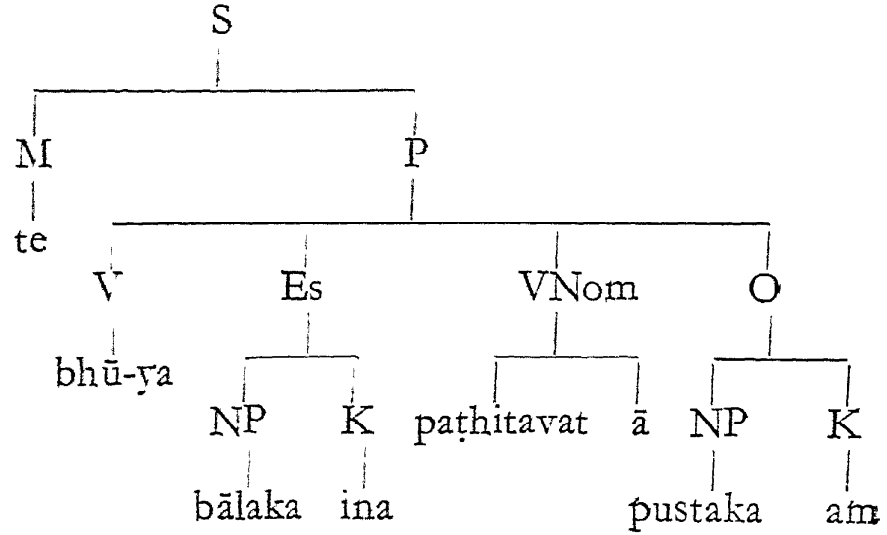 S
M P
te
V Es VNom O
bhū-ya
NP K paṭhitavat ā NP K
bālaka ina pustaka am